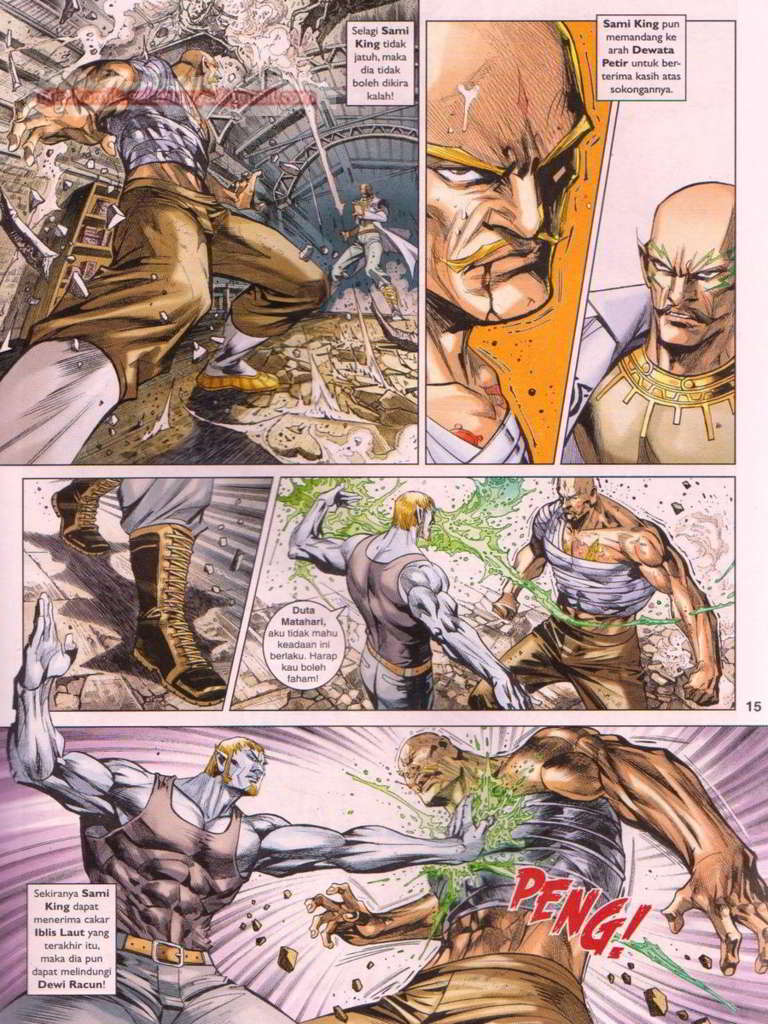 Selagi Sami
King tidak
jatuh, maka
dia tidak
boleh dikira
kalah!
Sami King pun
memandang ke
arah Dewata
Petir untuk ber-
terima kasih atas
sokongannya.
Duta
Matahari,
aku tidak mahu
keadaan ini
berlaku. Harap
kau boleh
faham!
15
Sekiranya Sami
King dapat
menerima cakar
Iblis Laut yang
terakhir itu,
maka dia pun
dapat melindungi
Dewi Racun!
PENG!